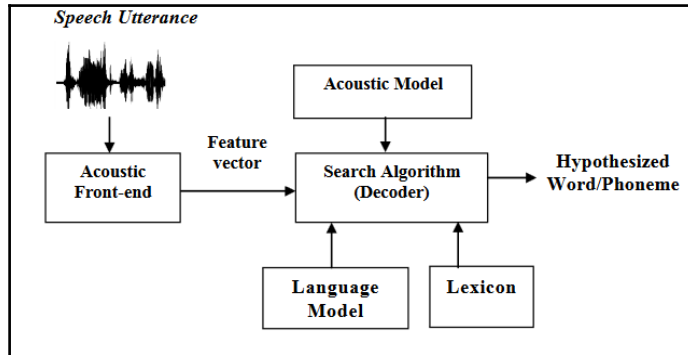 Speech Utterance
Acoustic Model
Feature
vector
Acoustic
Front-end
Search Algorithm
(Decoder)
Hypothesized
Word/Phoneme
Language
Model
Lexicon